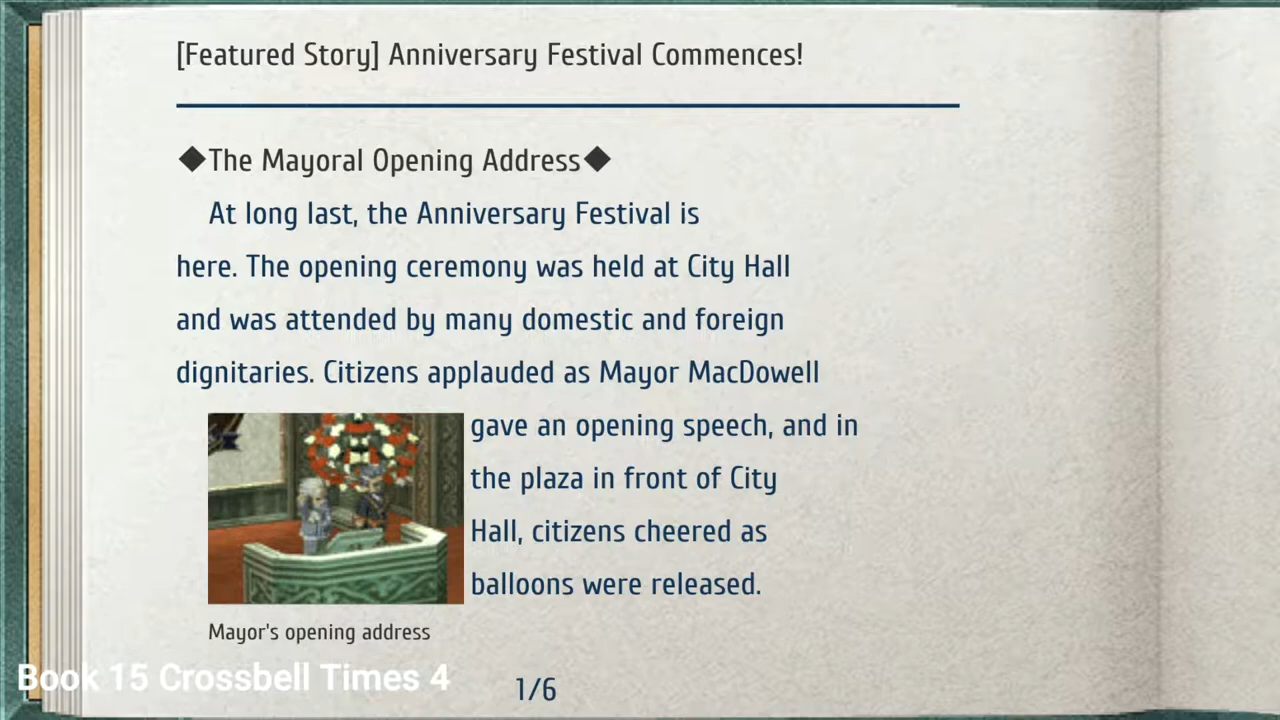 [Featured Story] Anniversary Festival Commences!
◆The Mayoral Opening Address◆
At long last, the Anniversary Festival is
here. The opening ceremony was held at City Hall
and was attended by many domestic and foreign
dignitaries. Citizens applauded as Mayor MacDowell
gave an opening speech, and in
the plaza in front of City
Hall, citizens cheered as
balloons were released.
Mayor's opening address
Book 15 Crossbell Times 4
1/6